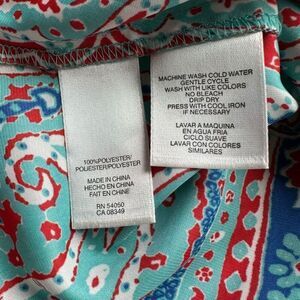 100%POLYESTER/
POLIESTER/POLYESTER
MADE IN CHINA
HECHO EN CHINA
FAIT EN CHINE
RN 54050
CA 08349
MACHINE WASH COLD WATER
GENTLE CYCLE
WASH WITH LIKE COLORS
NO BLEACH
DRIP DRY
PRESS WITH COOL IRON
IF NECESSARY
LAVAR A MAQUINA
EN AGUA FRIA
CICLO SUAVE
LAVAR CON COLORES
SIMILARES